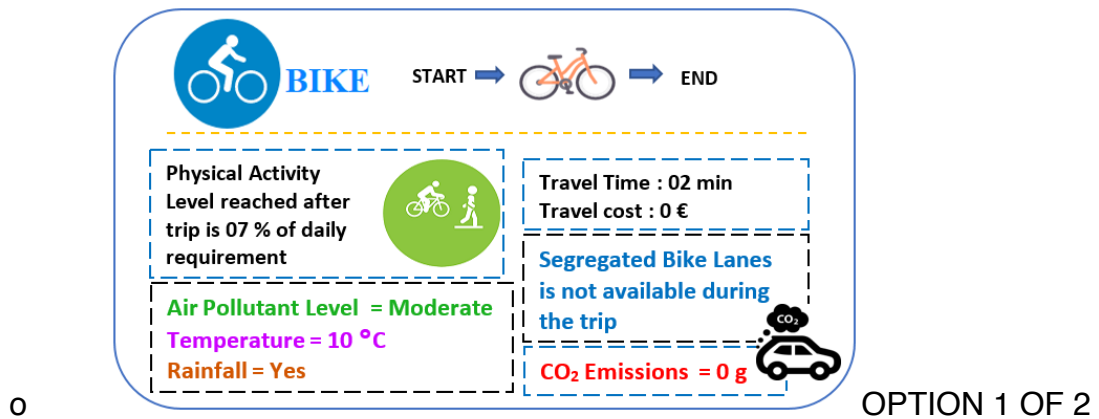 BIKE
START
END
Physical Activity
Level reached after
trip is 07 % of daily
requirement
Travel Time : 02 min
Travel cost : 0 €
Segregated Bike Lanes
is not available during
the trip
Air Pollutant Level = Moderate
Temperature = 10 °C
Rainfall = Yes
CO₂
CO₂ Emissions = 0 g
o
OPTION 1 OF 2